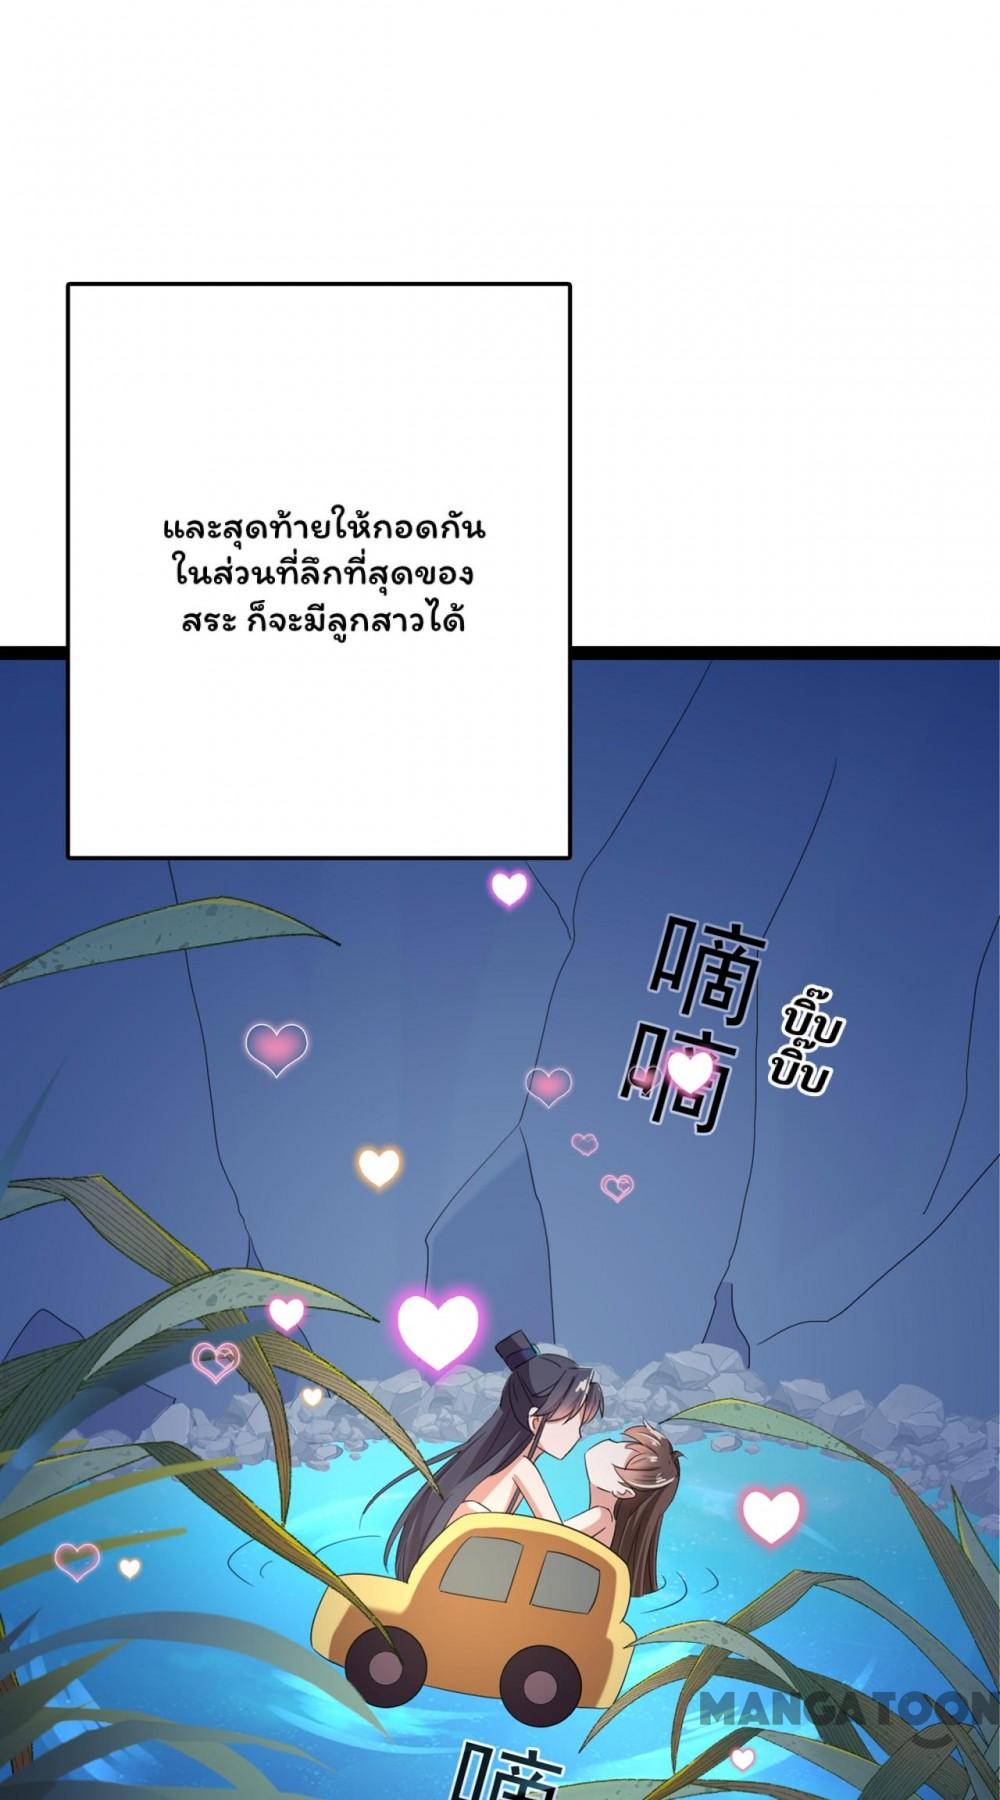 และสุดท้ายให้กอดกัน
ในส่วนที่ลึกที่สุดของ
สระ ก็จะมีลูกสาวได้
嘀
嘀
บิ๊บ
บิ๊บ
MANGATOON
嘀